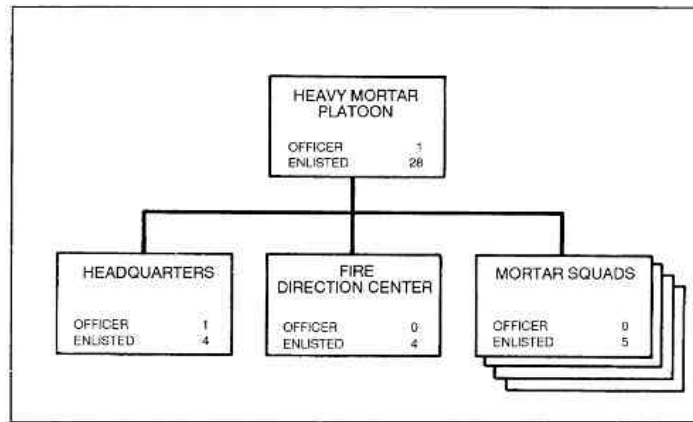 HEAVY MORTAR
PLATOON
OFFICER 1
ENLISTED 28
HEADQUARTERS
OFFICER 1
ENLISTED 4
FIRE
DIRECTION CENTER
OFFICER 0
ENLISTED 4
MORTAR SQUADS
OFFICER 0
ENLISTED 5